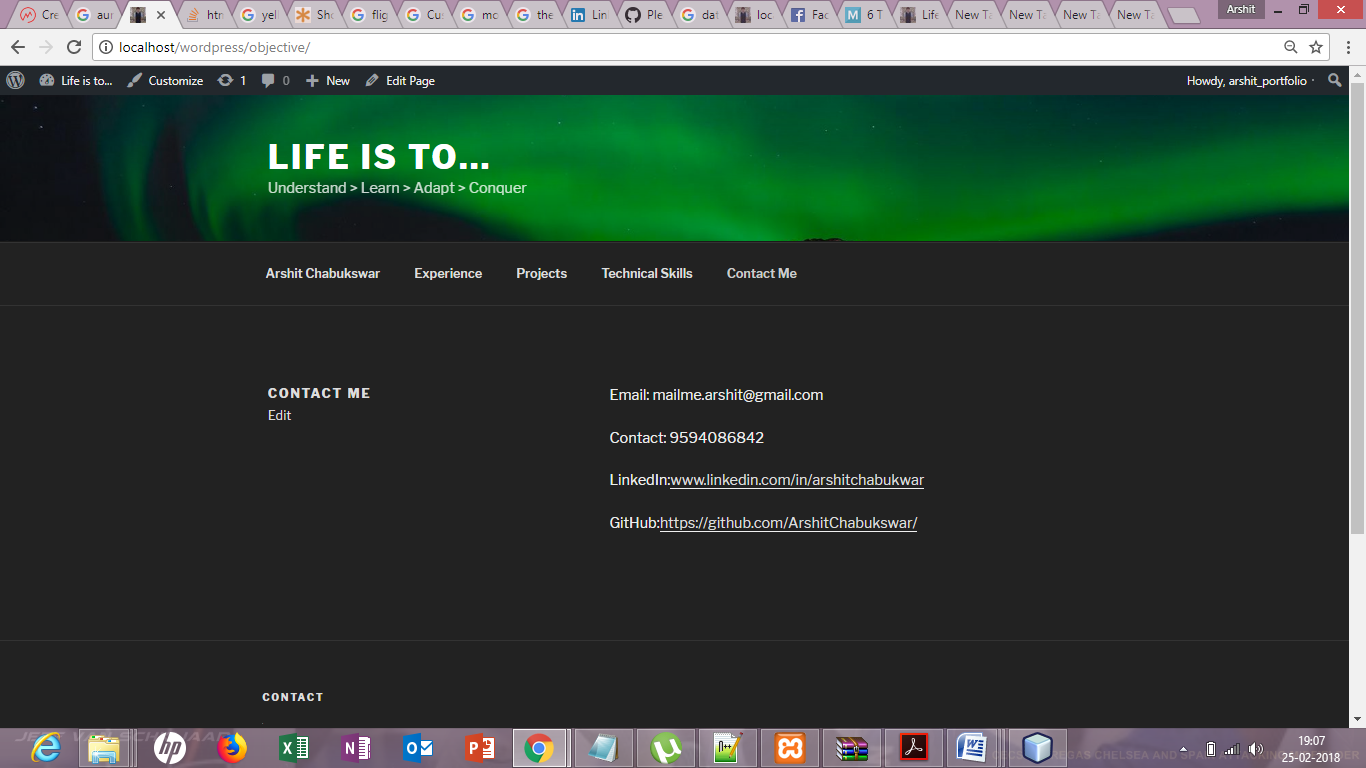 Cre
aur
htm
yell
Sho
flig
Cus
mc
the
Lin
Ple
dat
loc
Fac
6 T
Life
New Ta
New Ta
New Ta
New Ta
Arshit
localhost/wordpress/objective/
Life is to... Customize 1 0 New Edit Page Howdy, arshit_portfolio
LIFE IS TO...
Understand > Learn > Adapt > Conquer
Arshit Chabukswar Experience Projects Technical Skills Contact Me
CONTACT ME
Edit
Email: mailme.arshit@gmail.com
Contact: 9594086842
LinkedIn:www.linkedin.com/in/arshitchabukwar
GitHub:https://github.com/ArshitChabukswar/
CONTACT
19:07
25-02-2018